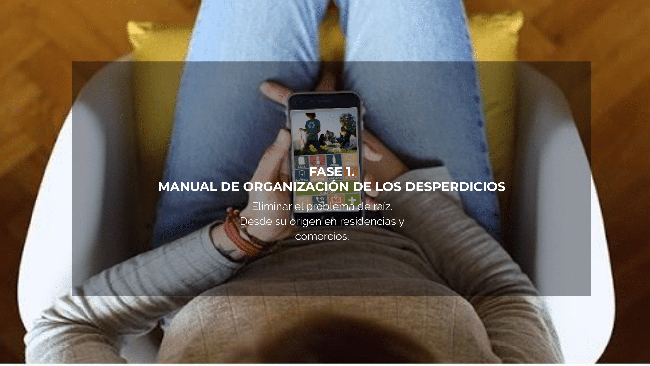 FASE 1.
MANUAL DE ORGANIZACIÓN DE LOS DESPERDICIOS
Eliminar el problema de raíz.
Desde su origen en residencias y
comercios.